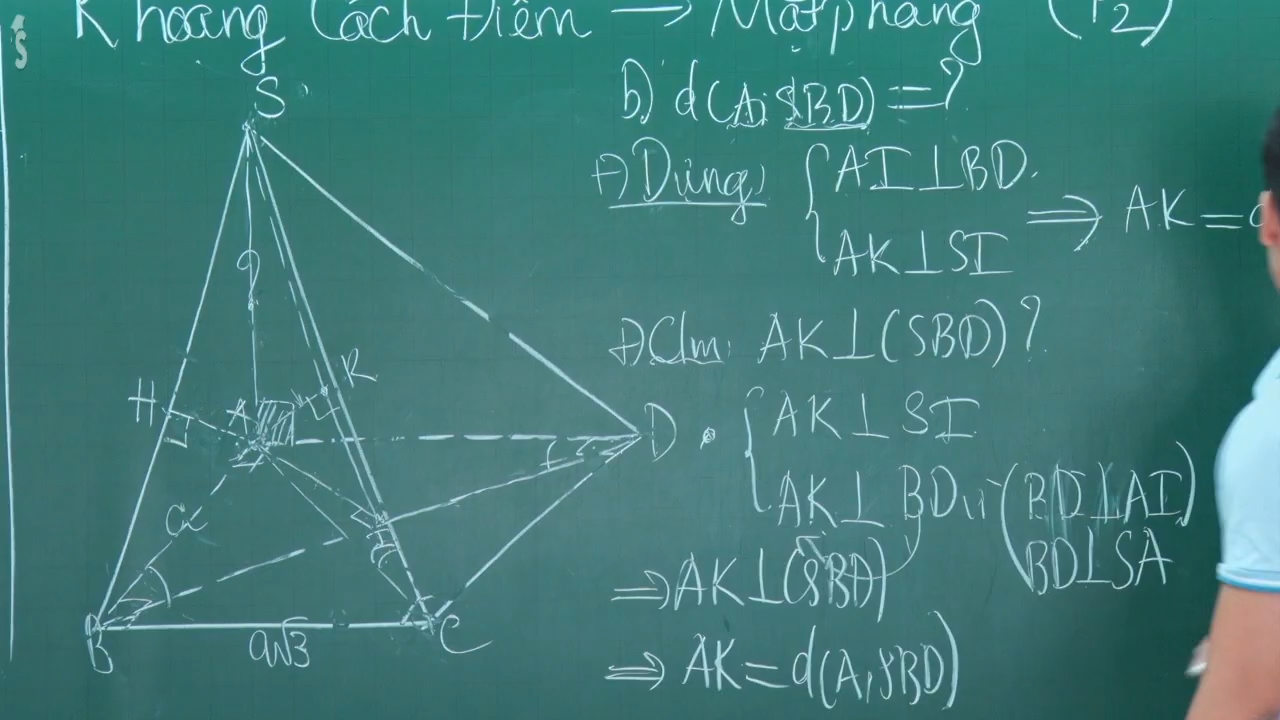 Khoảng Cách Điểm → Mặt phẳng (P2)
b) d(A; SBD) = ?
+) Dựng: { AI ⊥ BD.
AK ⊥ SI ⟹ AK =
+) C/m: AK ⊥ (SBD)?
{ AK ⊥ SI
AK ⊥ BD vì (BD ⊥ AI)
BD ⊥ SA
⟹ AK ⊥ (SBD)
⟹ AK = d(A, SBD)
S
H
A
K
D
a
B
a√3
C